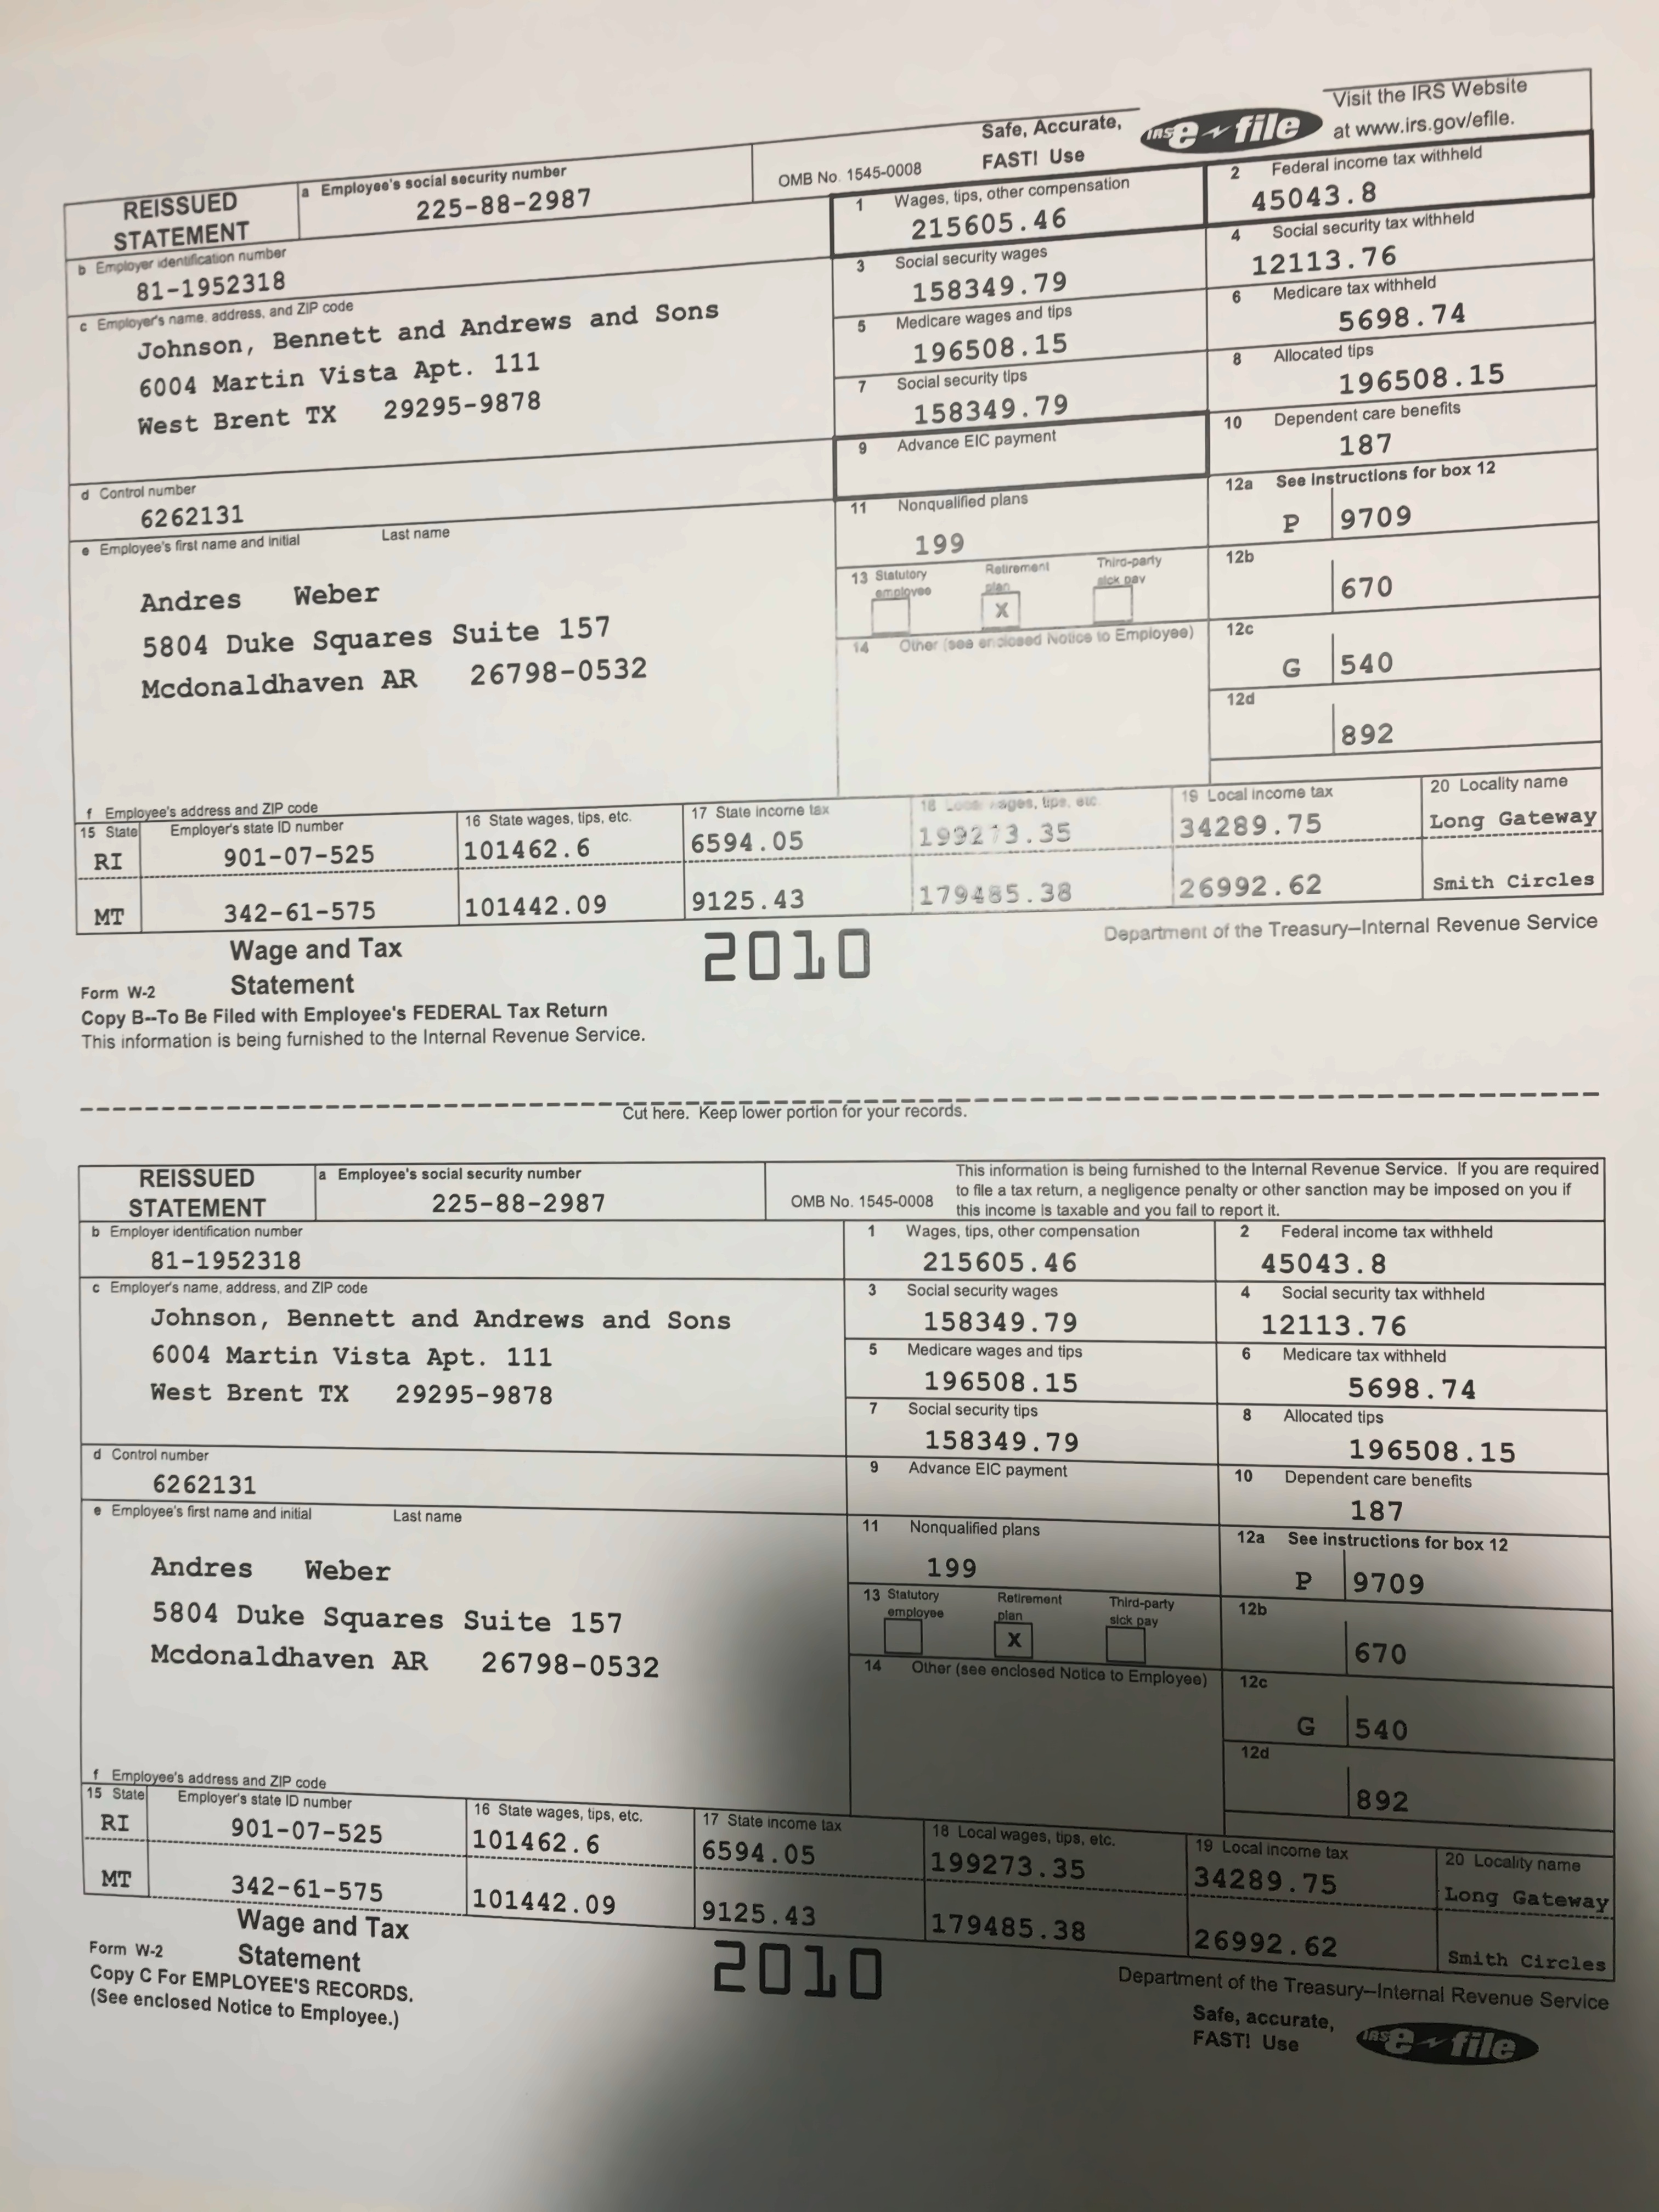 Visit the IRS Website
Safe, Accurate, IRS e-file at www.irs.gov/efile.
FAST! Use
REISSUED STATEMENT
a Employee's social security number
225-88-2987
OMB No. 1545-0008
1 Wages, tips, other compensation
215605.46
2 Federal income tax withheld
45043.8
b Employer identification number
81-1952318
3 Social security wages
158349.79
4 Social security tax withheld
12113.76
c Employer's name, address, and ZIP code
Johnson, Bennett and Andrews and Sons
6004 Martin Vista Apt. 111
West Brent TX 29295-9878
5 Medicare wages and tips
196508.15
6 Medicare tax withheld
5698.74
7 Social security tips
158349.79
8 Allocated tips
196508.15
9 Advance EIC payment
10 Dependent care benefits
187
d Control number
6262131
11 Nonqualified plans
199
12a See instructions for box 12
P 9709
e Employee's first name and initial Last name
Andres Weber
5804 Duke Squares Suite 157
Mcdonaldhaven AR 26798-0532
13 Statutory employee Retirement plan Third-party sick pay
X
12b
670
14 Other (see enclosed Notice to Employee)
12c
G 540
12d
892
f Employee's address and ZIP code
15 State Employer's state ID number 16 State wages, tips, etc. 17 State income tax 18 Local wages, tips, etc. 19 Local income tax 20 Locality name
RI 901-07-525 101462.6 6594.05 199273.35 34289.75 Long Gateway
MT 342-61-575 101442.09 9125.43 179485.38 26992.62 Smith Circles
Wage and Tax
Form W-2 Statement
2010
Department of the Treasury–Internal Revenue Service
Copy B--To Be Filed with Employee's FEDERAL Tax Return
This information is being furnished to the Internal Revenue Service.
Cut here. Keep lower portion for your records.
REISSUED STATEMENT
a Employee's social security number
225-88-2987
OMB No. 1545-0008
This information is being furnished to the Internal Revenue Service. If you are required
to file a tax return, a negligence penalty or other sanction may be imposed on you if
this income is taxable and you fail to report it.
b Employer identification number
81-1952318
1 Wages, tips, other compensation
215605.46
2 Federal income tax withheld
45043.8
c Employer's name, address, and ZIP code
Johnson, Bennett and Andrews and Sons
6004 Martin Vista Apt. 111
West Brent TX 29295-9878
3 Social security wages
158349.79
4 Social security tax withheld
12113.76
5 Medicare wages and tips
196508.15
6 Medicare tax withheld
5698.74
7 Social security tips
158349.79
8 Allocated tips
196508.15
d Control number
6262131
9 Advance EIC payment
10 Dependent care benefits
187
e Employee's first name and initial Last name
Andres Weber
5804 Duke Squares Suite 157
Mcdonaldhaven AR 26798-0532
11 Nonqualified plans
199
12a See instructions for box 12
P 9709
13 Statutory employee Retirement plan Third-party sick pay
X
12b
670
14 Other (see enclosed Notice to Employee)
12c
G 540
12d
892
f Employee's address and ZIP code
15 State Employer's state ID number 16 State wages, tips, etc. 17 State income tax 18 Local wages, tips, etc. 19 Local income tax 20 Locality name
RI 901-07-525 101462.6 6594.05 199273.35 34289.75 Long Gateway
MT 342-61-575 101442.09 9125.43 179485.38 26992.62 Smith Circles
Wage and Tax
Form W-2 Statement
2010
Department of the Treasury–Internal Revenue Service
Copy C For EMPLOYEE'S RECORDS.
(See enclosed Notice to Employee.)
Safe, accurate,
FAST! Use IRS e-file